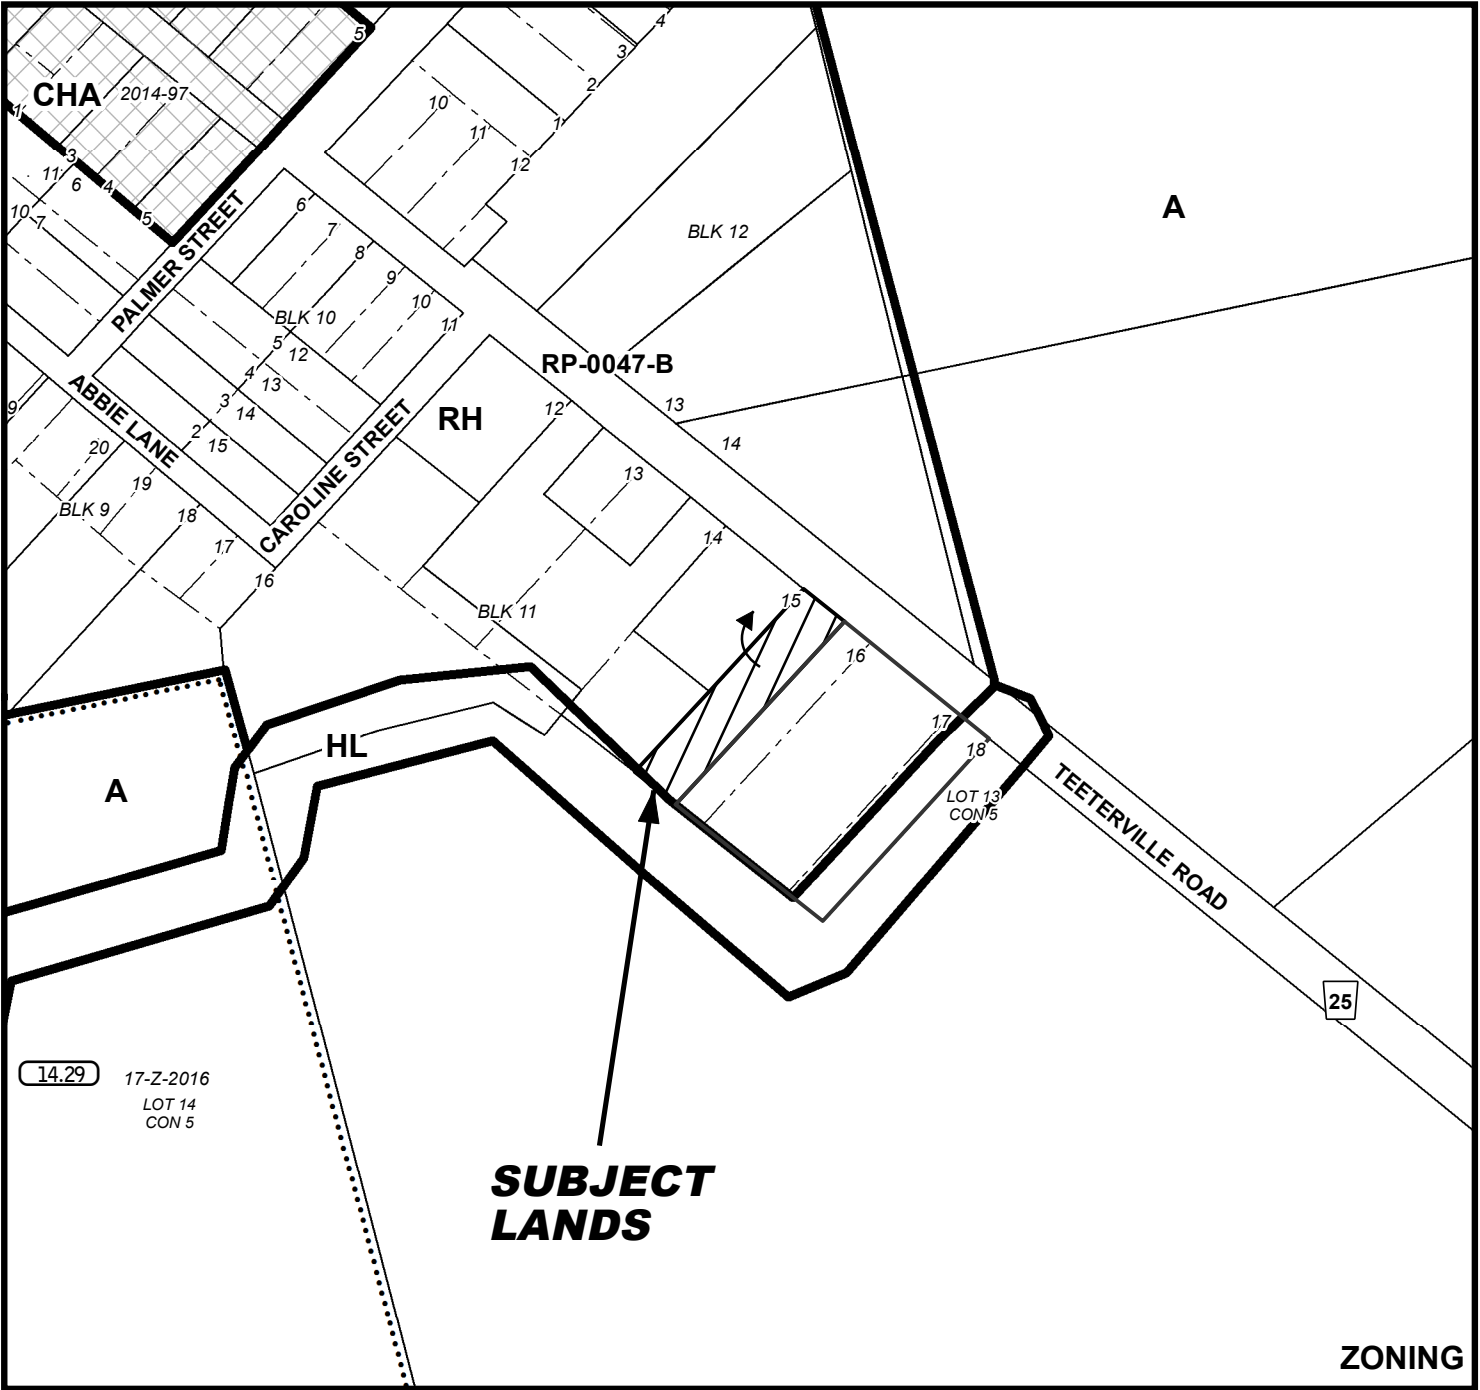 5
4
3
CHA
2014-97
2
10
1
11
1
12
3
11
6
4
A
6
10
7
5
7
BLK 12
PALMER STREET
8
9
10
BLK 10
11
5
12
RP-0047-B
4
13
ABBIE LANE
3
14
9
12
13
RH
2
15
14
CAROLINE STREET
20
13
19
BLK 9
18
14
17
16
15
BLK 11
16
17
HL
18
A
LOT 13
CON 5
TEETERVILLE ROAD
25
14.29
17-Z-2016
LOT 14
CON 5
SUBJECT
LANDS
ZONING